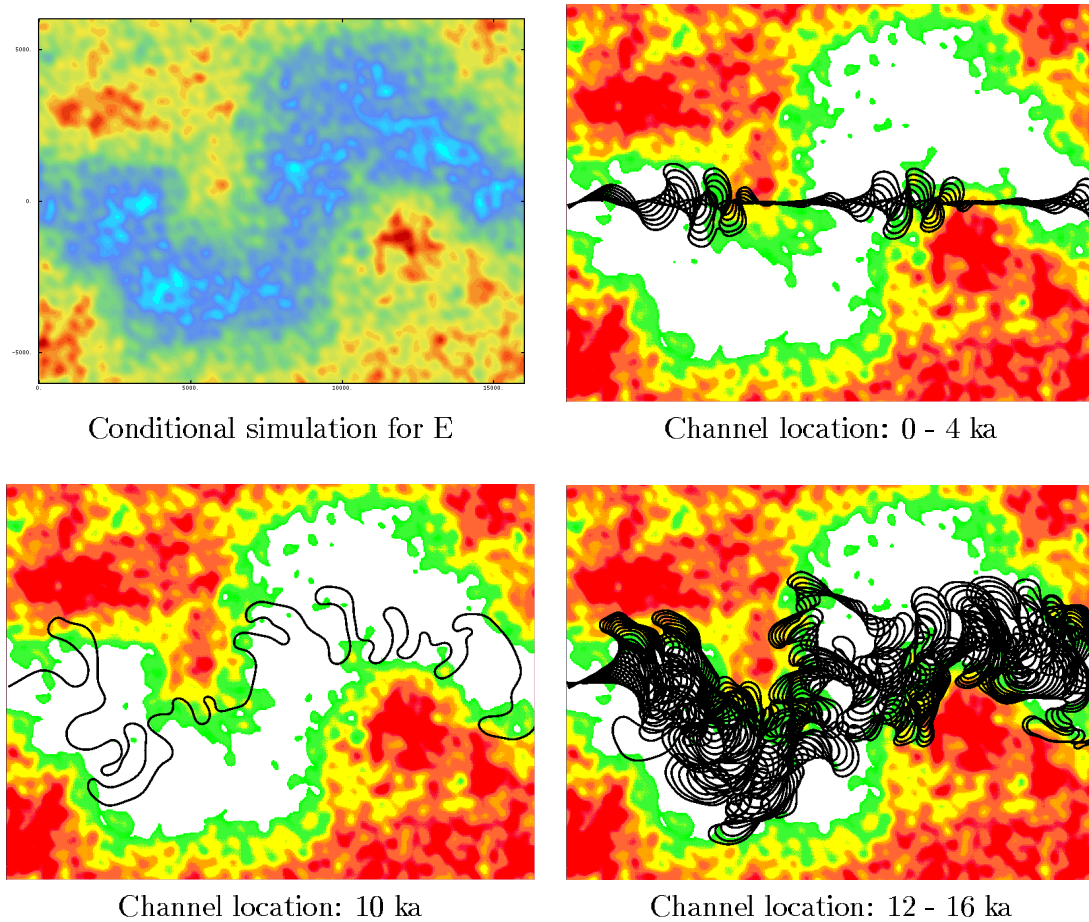 5000.
0.
-5000.
0.
5000.
10000.
15000.
Conditional simulation for E
Channel location: 0 - 4 ka
Channel location: 10 ka
Channel location: 12 - 16 ka